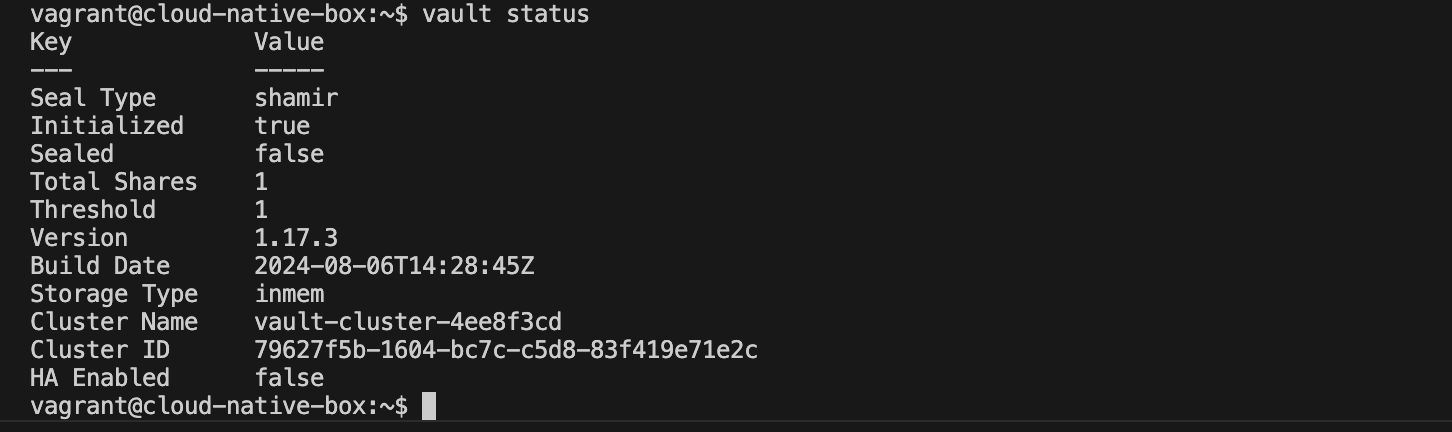 vagrant@cloud-native-box:~$ vault status
Key             Value
---             -----
Seal Type       shamir
Initialized     true
Sealed          false
Total Shares    1
Threshold       1
Version         1.17.3
Build Date      2024-08-06T14:28:45Z
Storage Type    inmem
Cluster Name    vault-cluster-4ee8f3cd
Cluster ID      79627f5b-1604-bc7c-c5d8-83f419e71e2c
HA Enabled      false
vagrant@cloud-native-box:~$